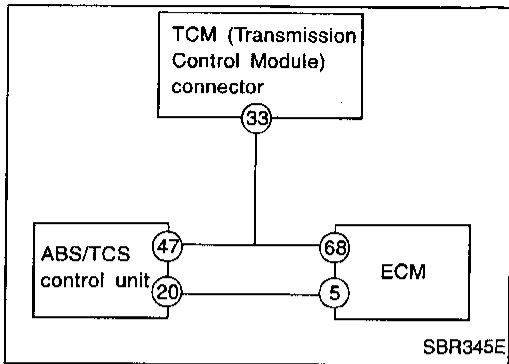 TCM (Transmission
Control Module)
connector
33
ABS/TCS
control unit
47
20
68
5
ECM
SBR345E